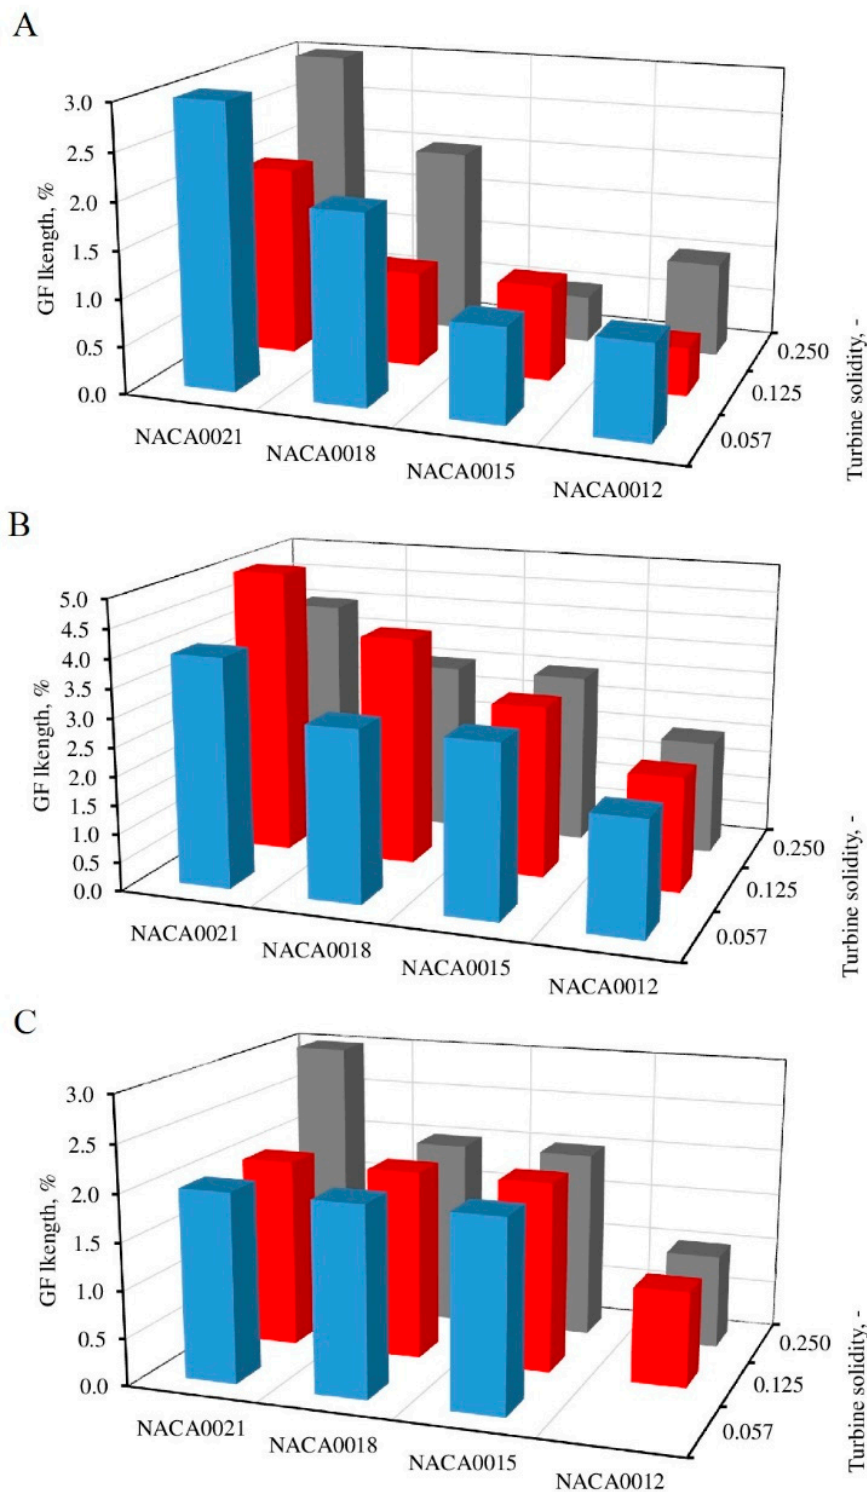 A
3.0
2.5
2.0
1.5
1.0
0.5
0.0
GF lkength, %
NACA0021
NACA0018
NACA0015
NACA0012
0.250
0.125
0.057
Turbine solidity, -
B
5.0
4.5
4.0
3.5
3.0
2.5
2.0
1.5
1.0
0.5
0.0
GF lkength, %
NACA0021
NACA0018
NACA0015
NACA0012
0.250
0.125
0.057
Turbine solidity, -
C
3.0
2.5
2.0
1.5
1.0
0.5
0.0
GF lkength, %
NACA0021
NACA0018
NACA0015
NACA0012
0.250
0.125
0.057
Turbine solidity, -